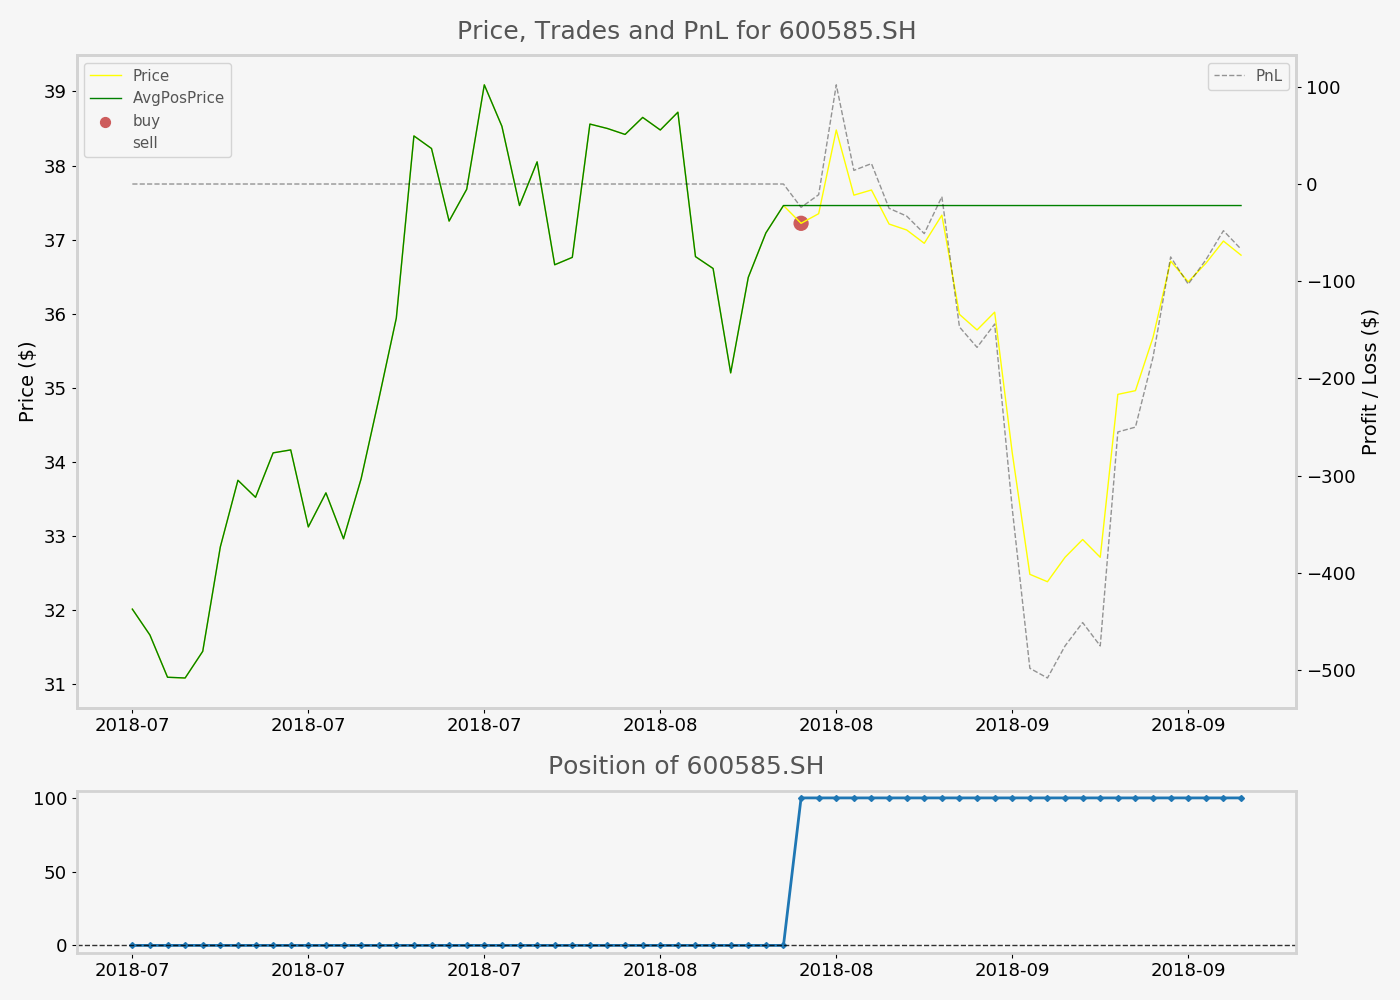 Price, Trades and PnL for 600585.SH
Price
AvgPosPrice
buy
sell
PnL
39
38
37
36
35
34
33
32
31
Price ($)
100
0
−100
−200
−300
−400
−500
Profit / Loss ($)
2018-07 2018-07 2018-07 2018-08 2018-08 2018-09 2018-09
Position of 600585.SH
100
50
0
2018-07 2018-07 2018-07 2018-08 2018-08 2018-09 2018-09